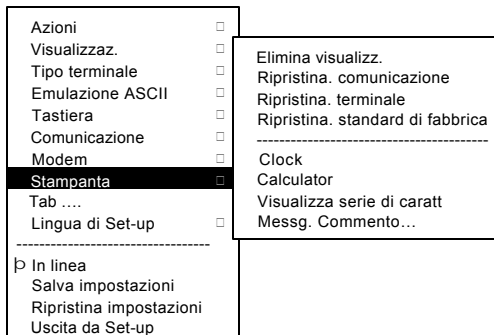 Azioni
Visualizzaz.
Tipo terminale
Emulazione ASCII
Tastiera
Comunicazione
Modem
Stampanta
Tab ....
Lingua di Set-up
----------------------------------
þ In linea
Salva impostazioni
Ripristina impostazioni
Uscita da Set-up
Elimina visualizz.
Ripristina. comunicazione
Ripristina. terminale
Ripristina. standard di fabbrica
-----------------------------------------
Clock
Calculator
Visualizza serie di caratt
Messg. Commento…